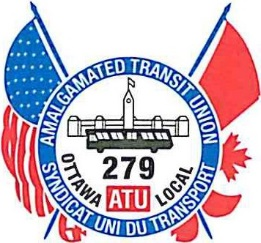 AMALGAMATED TRANSIT UNION
279
OTTAWA ATU LOCAL
SYNDICAT UNI DU TRANSPORT